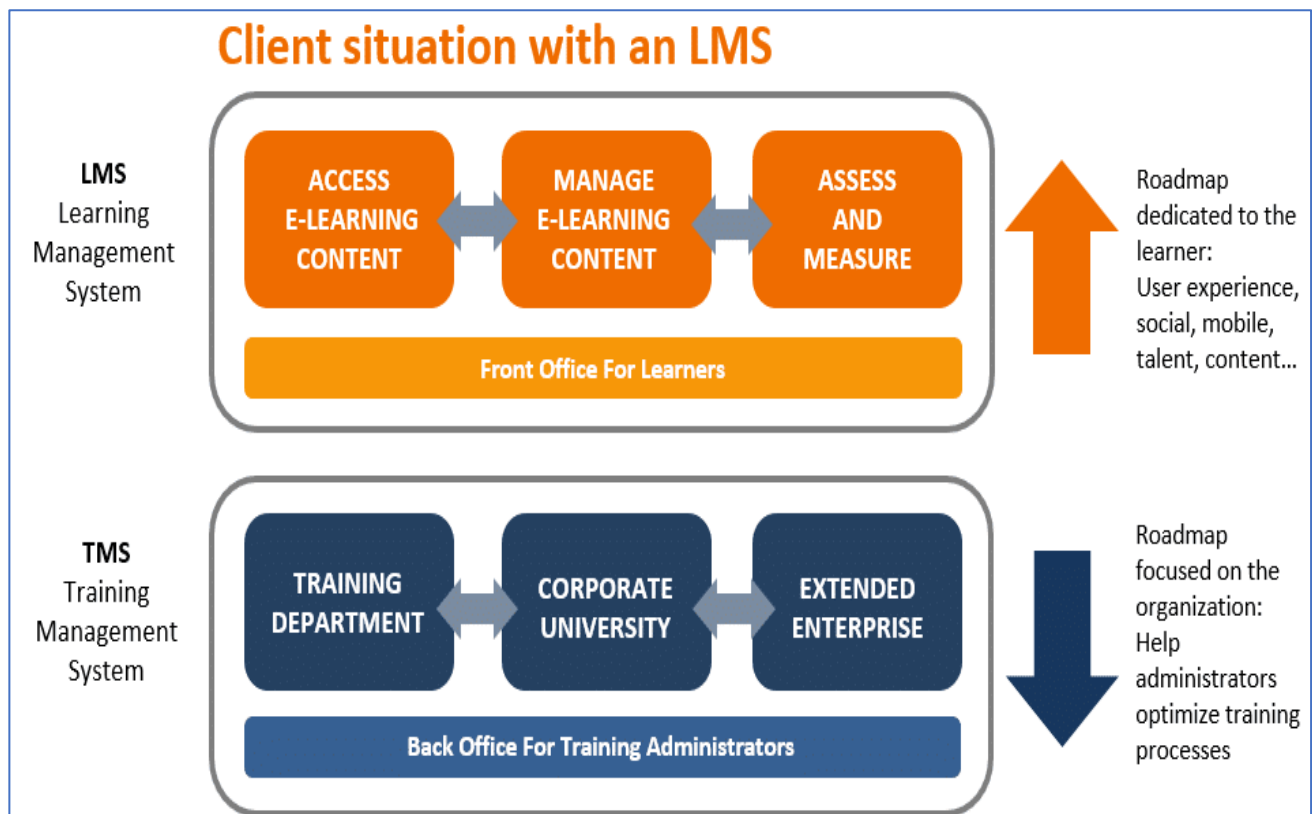 Client situation with an LMS
LMS
Learning
Management
System
ACCESS
E-LEARNING
CONTENT
MANAGE
E-LEARNING
CONTENT
ASSESS
AND
MEASURE
Front Office For Learners
Roadmap
dedicated to the
learner:
User experience,
social, mobile,
talent, content...
TMS
Training
Management
System
TRAINING
DEPARTMENT
CORPORATE
UNIVERSITY
EXTENDED
ENTERPRISE
Back Office For Training Administrators
Roadmap
focused on the
organization:
Help
administrators
optimize training
processes